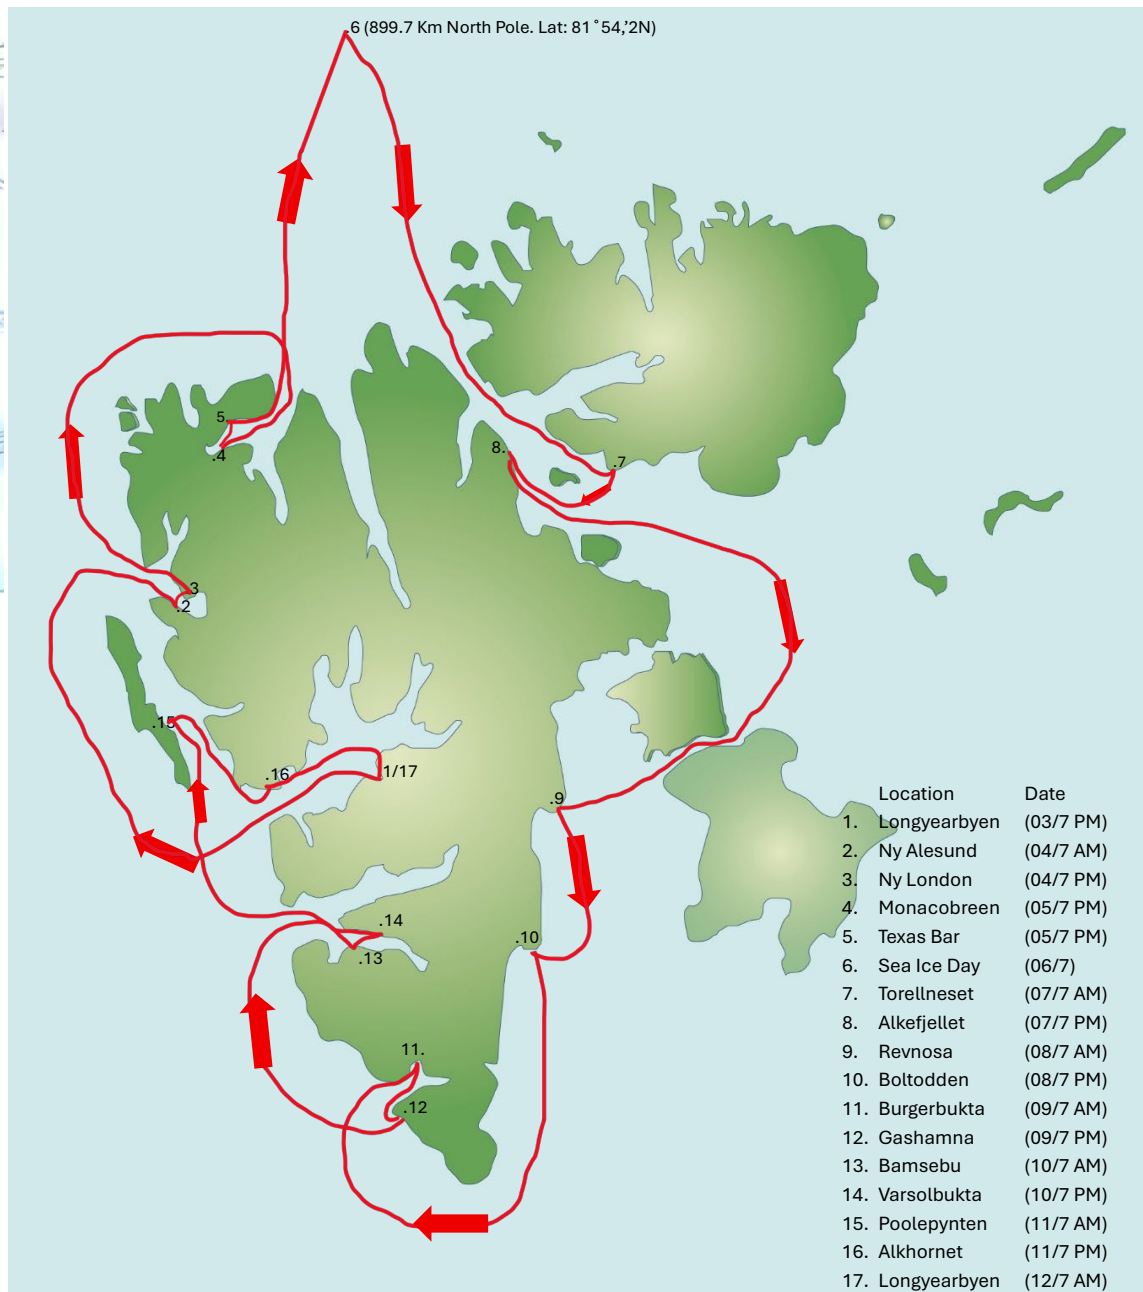 .6 (899.7 Km North Pole. Lat: 81˚54,'2N)
5.
.4
8.
.7
3
.2
.15
.16
1/17
.9
.14
.10
.13
11.
.12
Location Date
1. Longyearbyen (03/7 PM)
2. Ny Alesund (04/7 AM)
3. Ny London (04/7 PM)
4. Monacobreen (05/7 PM)
5. Texas Bar (05/7 PM)
6. Sea Ice Day (06/7)
7. Torellneset (07/7 AM)
8. Alkefjellet (07/7 PM)
9. Revnosa (08/7 AM)
10. Boltodden (08/7 PM)
11. Burgerbukta (09/7 AM)
12. Gashamna (09/7 PM)
13. Bamsebu (10/7 AM)
14. Varsolbukta (10/7 PM)
15. Poolepynten (11/7 AM)
16. Alkhornet (11/7 PM)
17. Longyearbyen (12/7 AM)